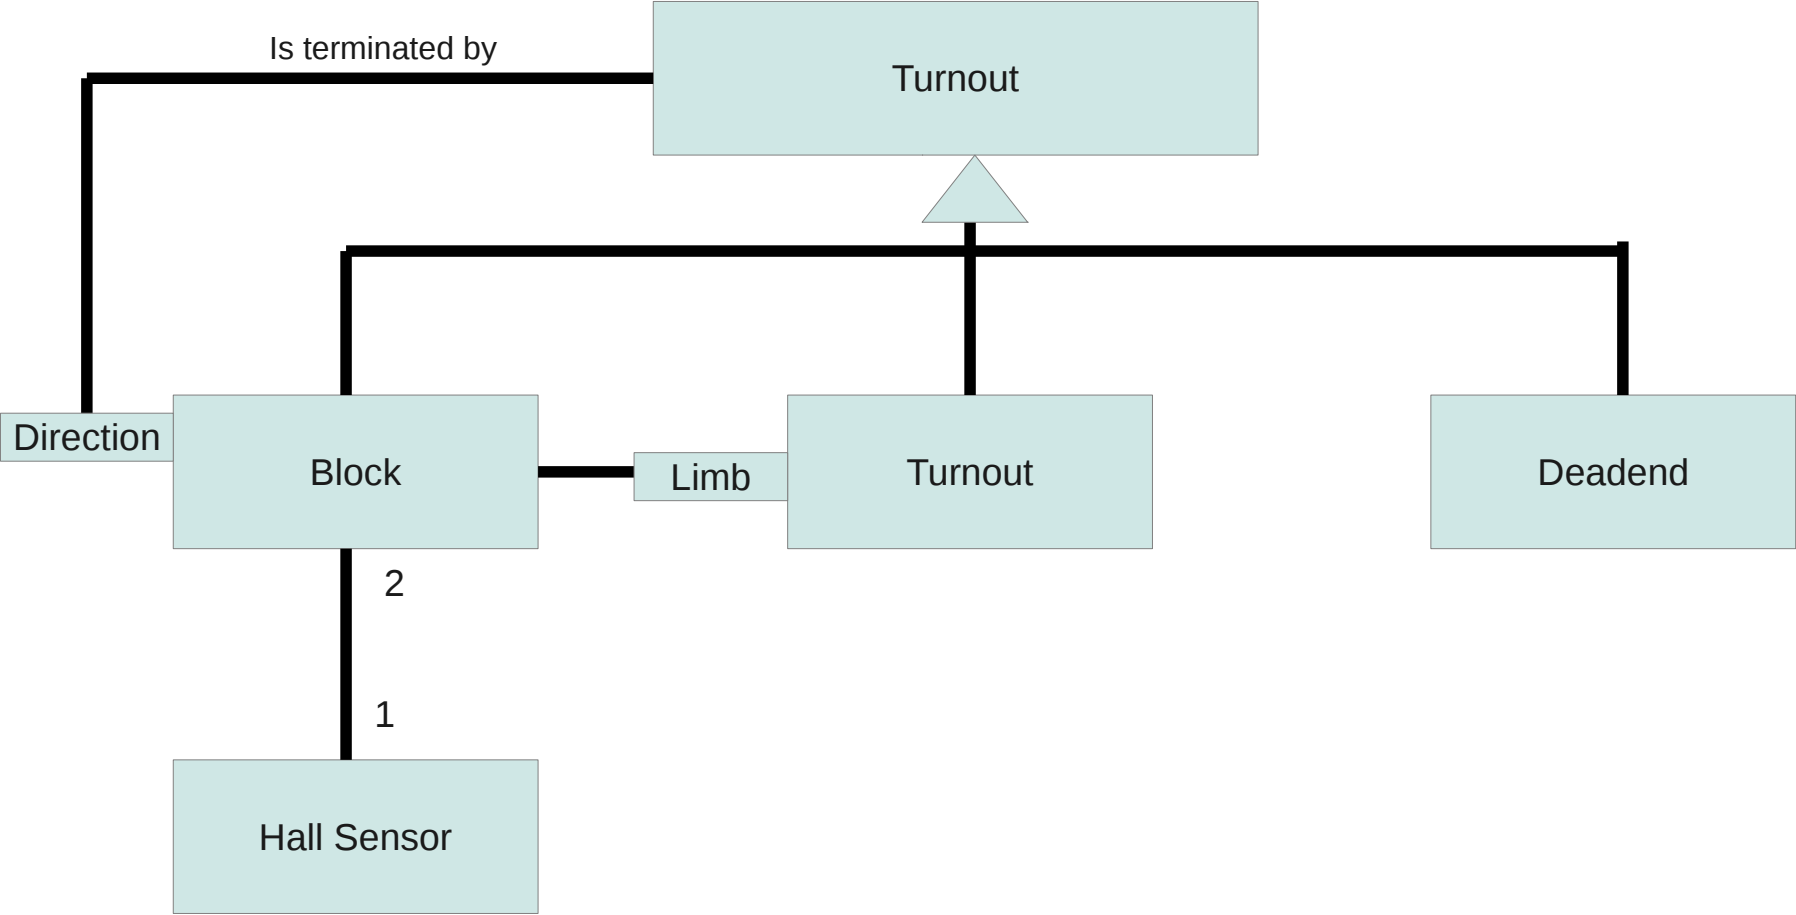 Is terminated by
Turnout
Direction
Block
Limb
Turnout
Deadend
2
1
Hall Sensor